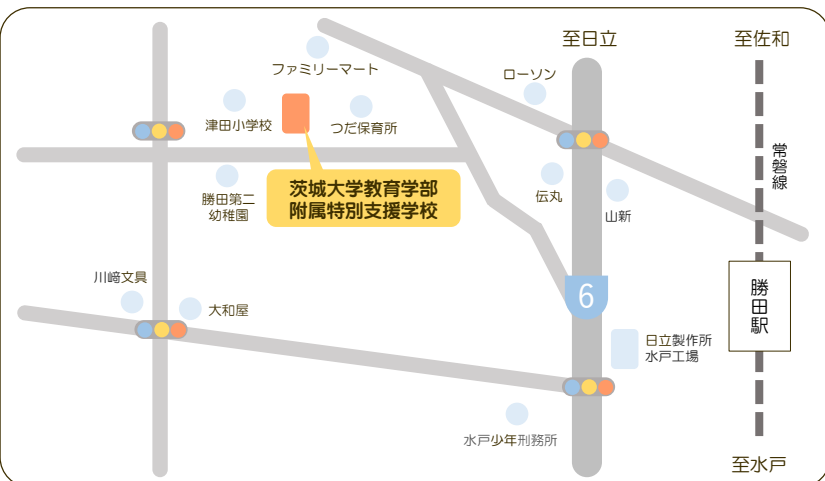 至日立
至佐和
ファミリーマート
ローソン
津田小学校
つだ保育所
常磐線
茨城大学教育学部
附属特別支援学校
勝田第二
幼稚園
伝丸
山新
川﨑文具
大和屋
6
勝田駅
日立製作所
水戸工場
水戸少年刑務所
至水戸